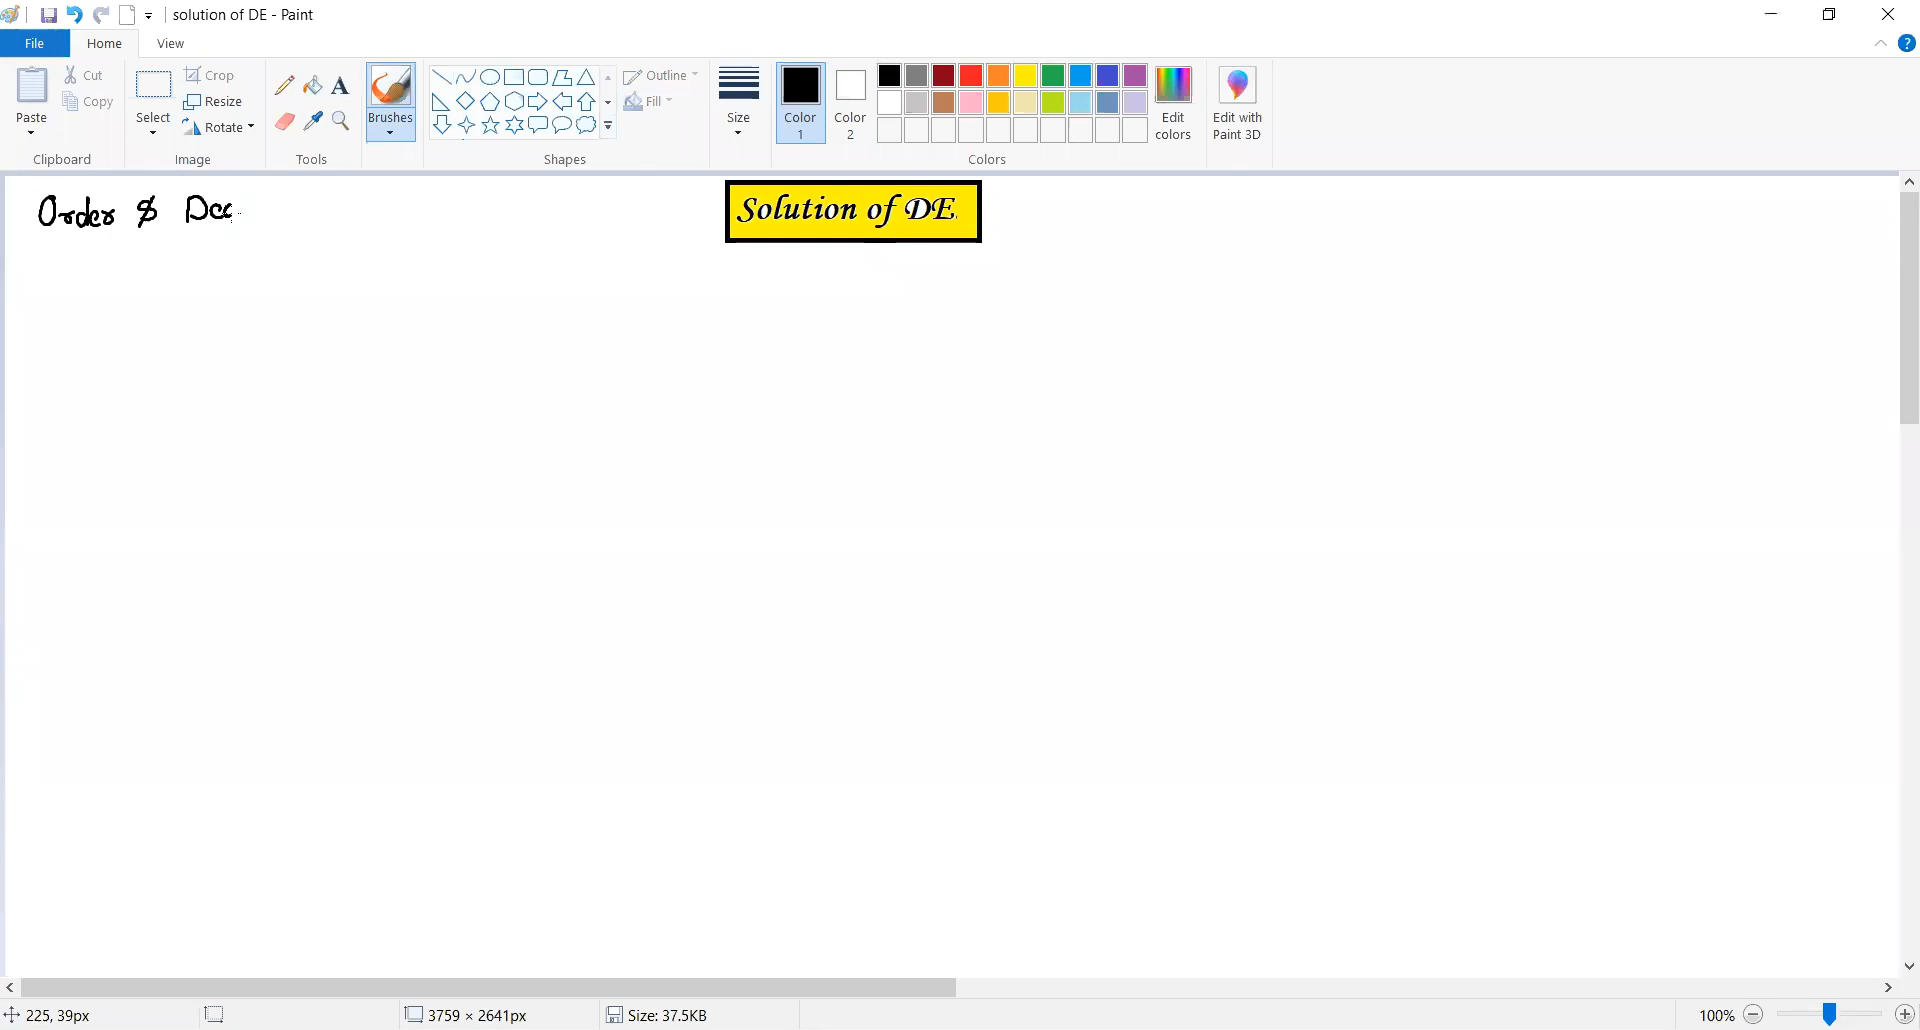 solution of DE - Paint
File Home View
Paste
Cut
Copy
Clipboard
Select
Crop
Resize
Rotate
Image
A
Tools
Brushes
Outline
Fill
Shapes
Size
Color 1
Color 2
Edit colors
Colors
Edit with Paint 3D
?
Order & 
Solution of DE
225, 39px
3759 × 2641px
Size: 37.5KB
100%